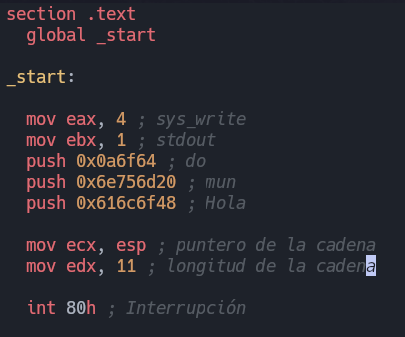 section .text
global _start
_start:
mov eax, 4 ; sys_write
mov ebx, 1 ; stdout
push 0x0a6f64 ; do
push 0x6e756d20 ; mun
push 0x616c6f48 ; Hola
mov ecx, esp ; puntero de la cadena
mov edx, 11 ; longitud de la cadena
int 80h ; Interrupción